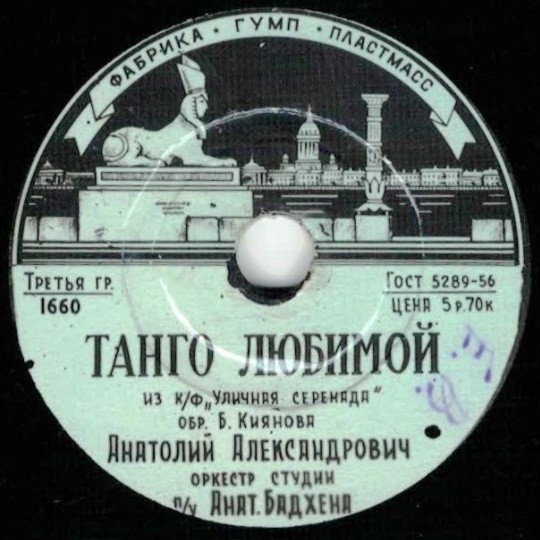 ФАБРИКА · ГУМП · ПЛАСТМАСС
ТРЕТЬЯ ГР.
1660
ГОСТ 5289-56
ЦЕНА 5 Р.70К
ТАНГО ЛЮБИМОЙ
ИЗ К/Ф„УЛИЧНАЯ СЕРЕНАДА"
ОБР. Б. КИЯНОВА
АНАТОЛИЙ АЛЕКСАНДРОВИЧ
ОРКЕСТР СТУДИИ
П/У АНАТ. БАДХЕНА